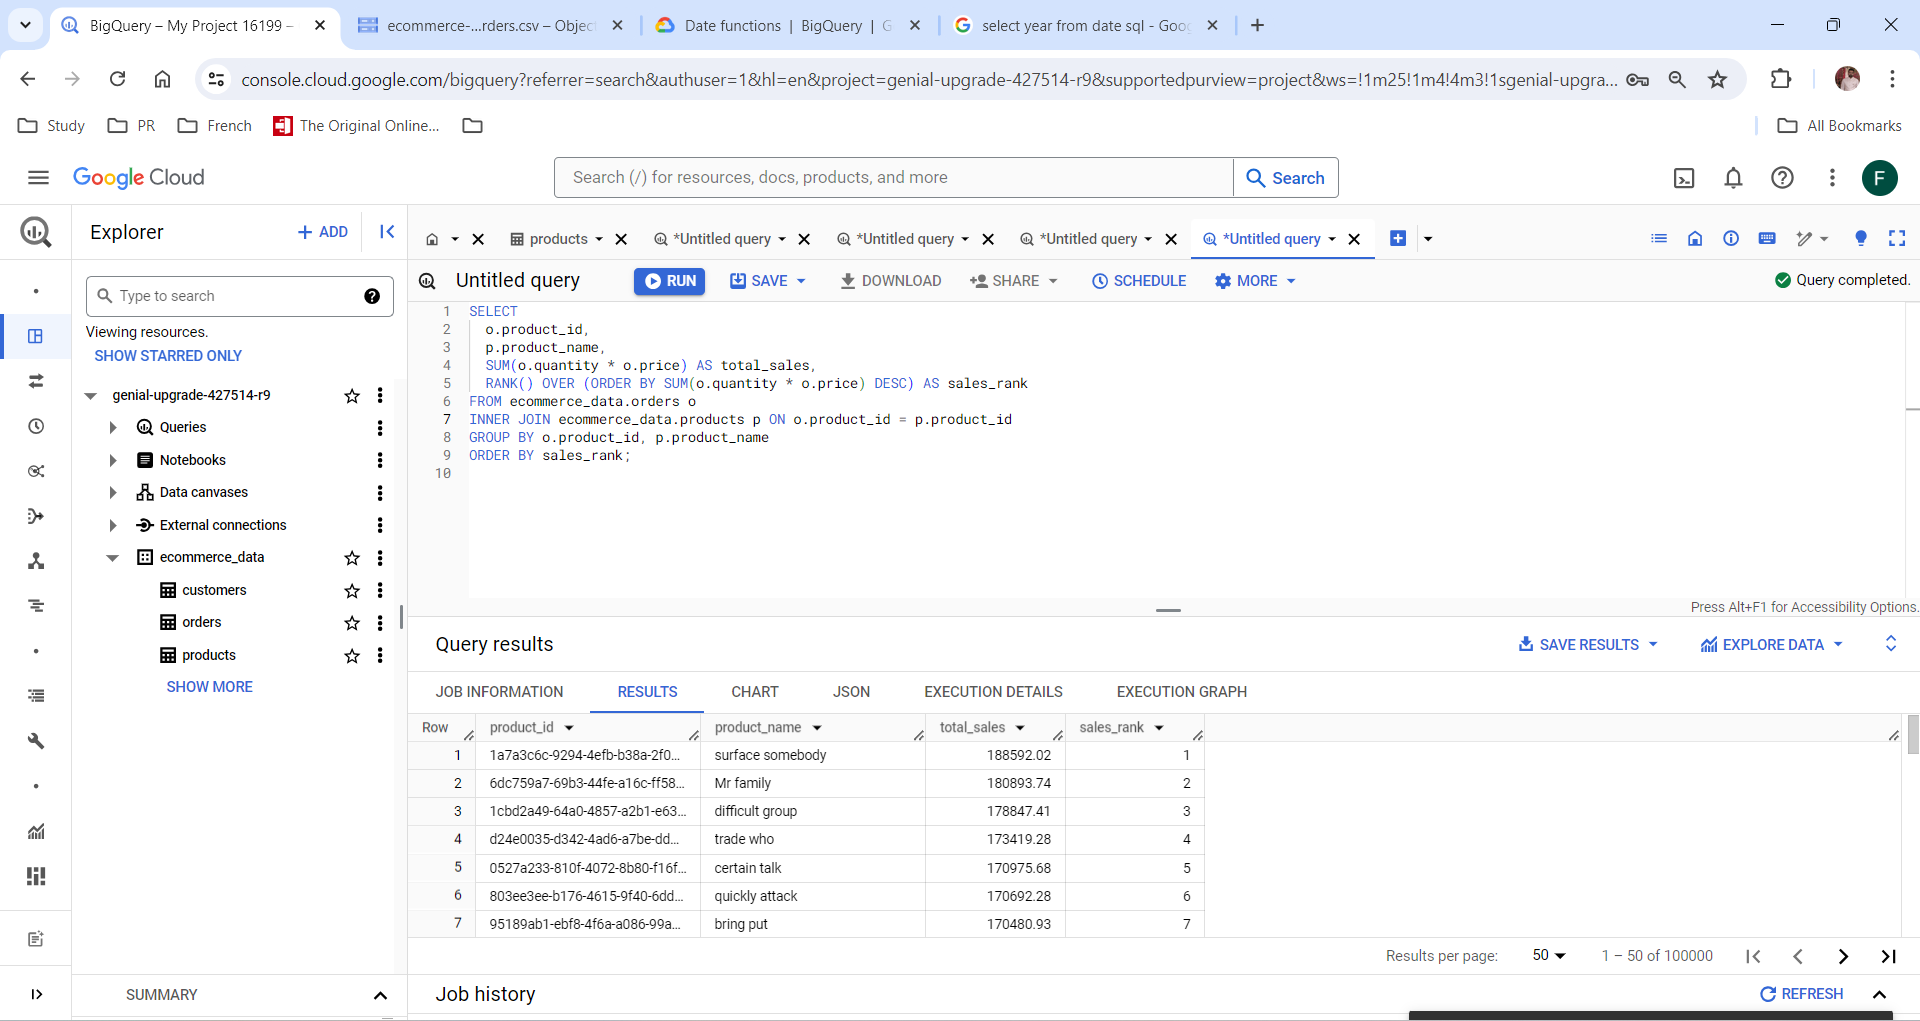 BigQuery – My Project 16199 –
ecommerce-...rders.csv – Object
Date functions | BigQuery | G
select year from date sql - Goog
console.cloud.google.com/bigquery?referrer=search&authuser=1&hl=en&project=genial-upgrade-427514-r9&supportedpurview=project&ws=!1m25!1m4!4m3!1sgenial-upgra...
Study
PR
French
The Original Online...
All Bookmarks
Google Cloud
Search (/) for resources, docs, products, and more
Search
F
Explorer
+ ADD
products
*Untitled query
*Untitled query
*Untitled query
*Untitled query
Untitled query
RUN
SAVE
DOWNLOAD
SHARE
SCHEDULE
MORE
Query completed.
Type to search
Viewing resources.
SHOW STARRED ONLY
genial-upgrade-427514-r9
Queries
Notebooks
Data canvases
External connections
ecommerce_data
customers
orders
products
SHOW MORE
SUMMARY
1 SELECT
2 o.product_id,
3 p.product_name,
4 SUM(o.quantity * o.price) AS total_sales,
5 RANK() OVER (ORDER BY SUM(o.quantity * o.price) DESC) AS sales_rank
6 FROM ecommerce_data.orders o
7 INNER JOIN ecommerce_data.products p ON o.product_id = p.product_id
8 GROUP BY o.product_id, p.product_name
9 ORDER BY sales_rank;
10
Press Alt+F1 for Accessibility Options.
Query results
SAVE RESULTS
EXPLORE DATA
JOB INFORMATION
RESULTS
CHART
JSON
EXECUTION DETAILS
EXECUTION GRAPH
Row product_id product_name total_sales sales_rank
1 1a7a3c6c-9294-4efb-b38a-2f0... surface somebody 188592.02 1
2 6dc759a7-69b3-44fe-a16c-ff58... Mr family 180893.74 2
3 1cbd2a49-64a0-4857-a2b1-e63... difficult group 178847.41 3
4 d24e0035-d342-4ad6-a7be-dd... trade who 173419.28 4
5 0527a233-810f-4072-8b80-f16f... certain talk 170975.68 5
6 803ee3ee-b176-4615-9f40-6dd... quickly attack 170692.28 6
7 95189ab1-ebf8-4f6a-a086-99a... bring put 170480.93 7
Results per page: 50 1 – 50 of 100000
Job history
REFRESH